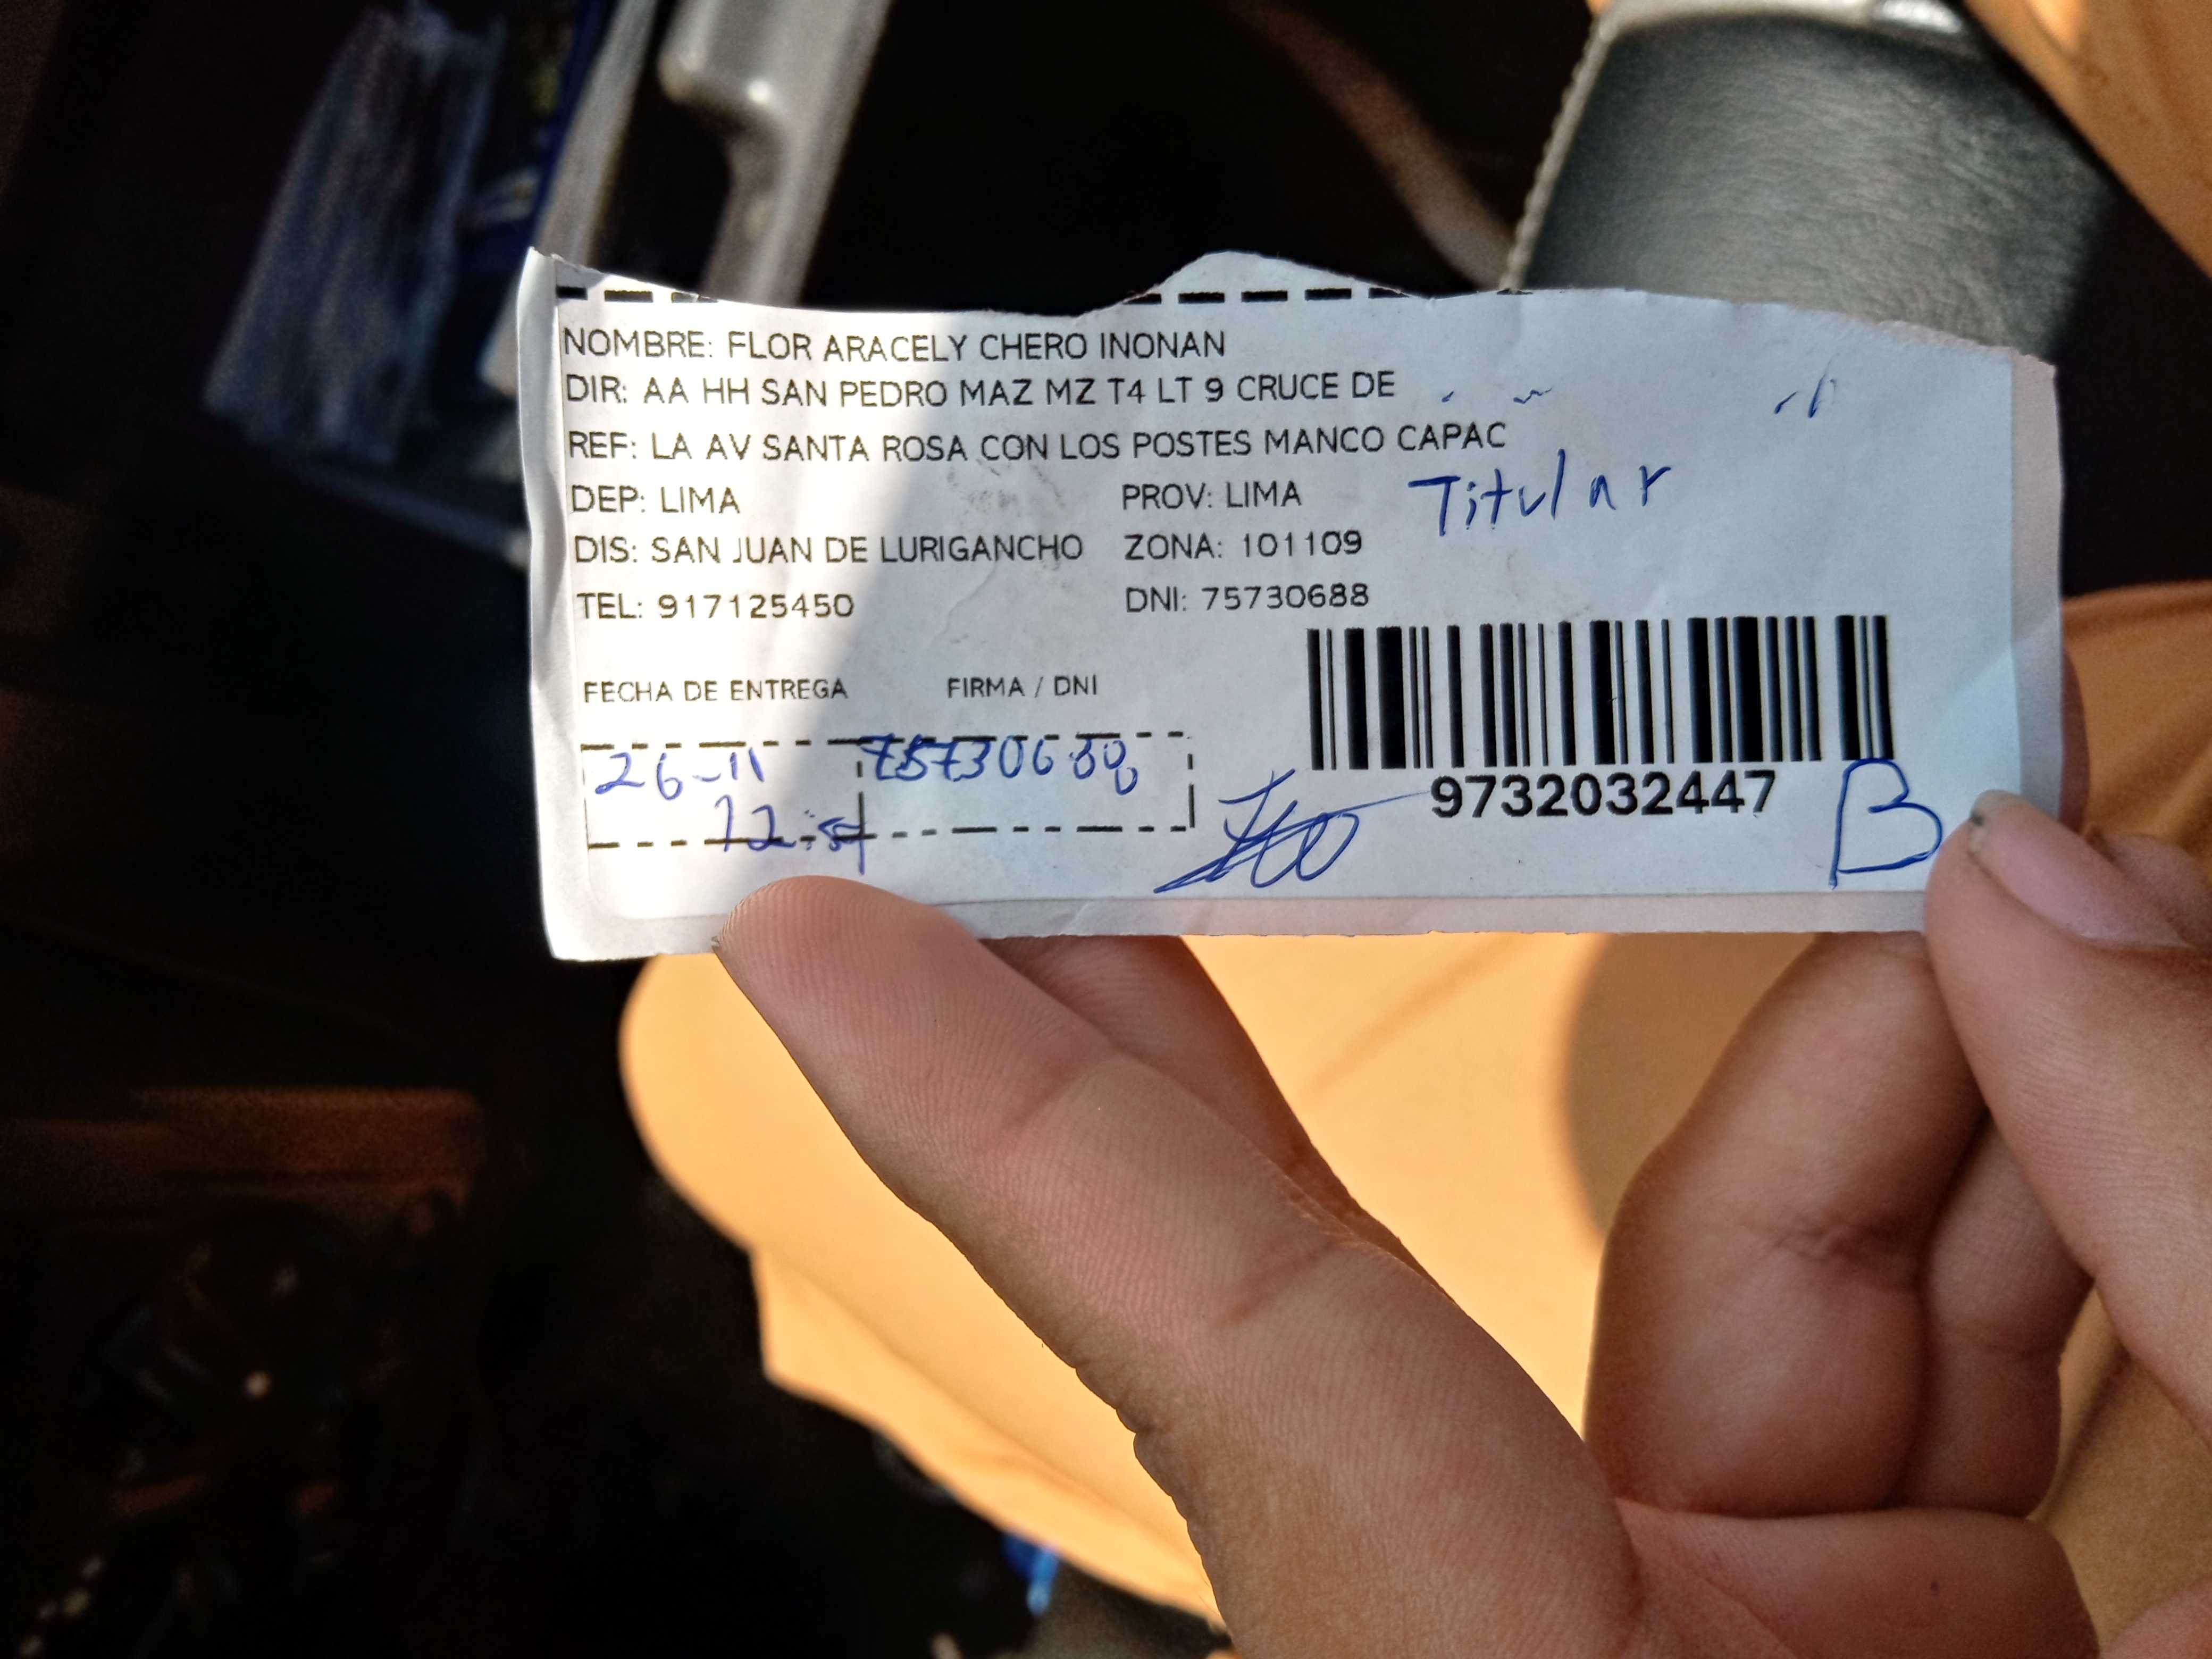 NOMBRE: FLOR ARACELY CHERO INONAN
DIR: AA HH SAN PEDRO MAZ MZ T4 LT 9 CRUCE DE
REF: LA AV SANTA ROSA CON LOS POSTES MANCO CAPAC
DEP: LIMA PROV: LIMA Titular
DIS: SAN JUAN DE LURIGANCHO ZONA: 101109
TEL: 917125450 DNI: 75730688
FECHA DE ENTREGA FIRMA / DNI
26-11
9732032447 B